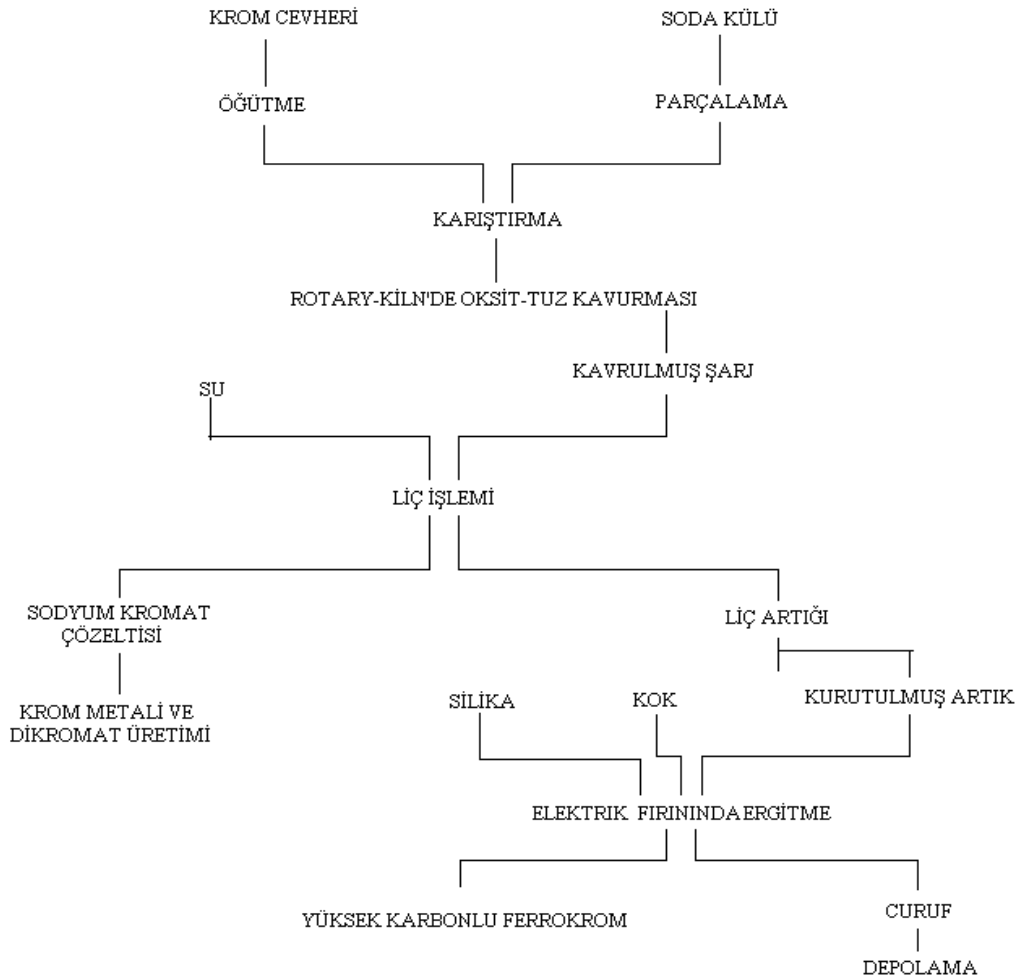 KROM CEVHERİ
SODA KÜLÜ
ÖĞÜTME
PARÇALAMA
KARIŞTIRMA
ROTARY-KİLN'DE OKSİT-TUZ KAVURMASI
KAVRULMUŞ ŞARJ
SU
LİÇ İŞLEMİ
SODYUM KROMAT
ÇÖZELTİSİ
LİÇ ARTIĞI
KROM METALİ VE
DİKROMAT ÜRETİMİ
SİLİKA
KOK
KURUTULMUŞ ARTIK
ELEKTRIK FIRININDA ERGİTME
YÜKSEK KARBONLU FERROKROM
CURUF
DEPOLAMA